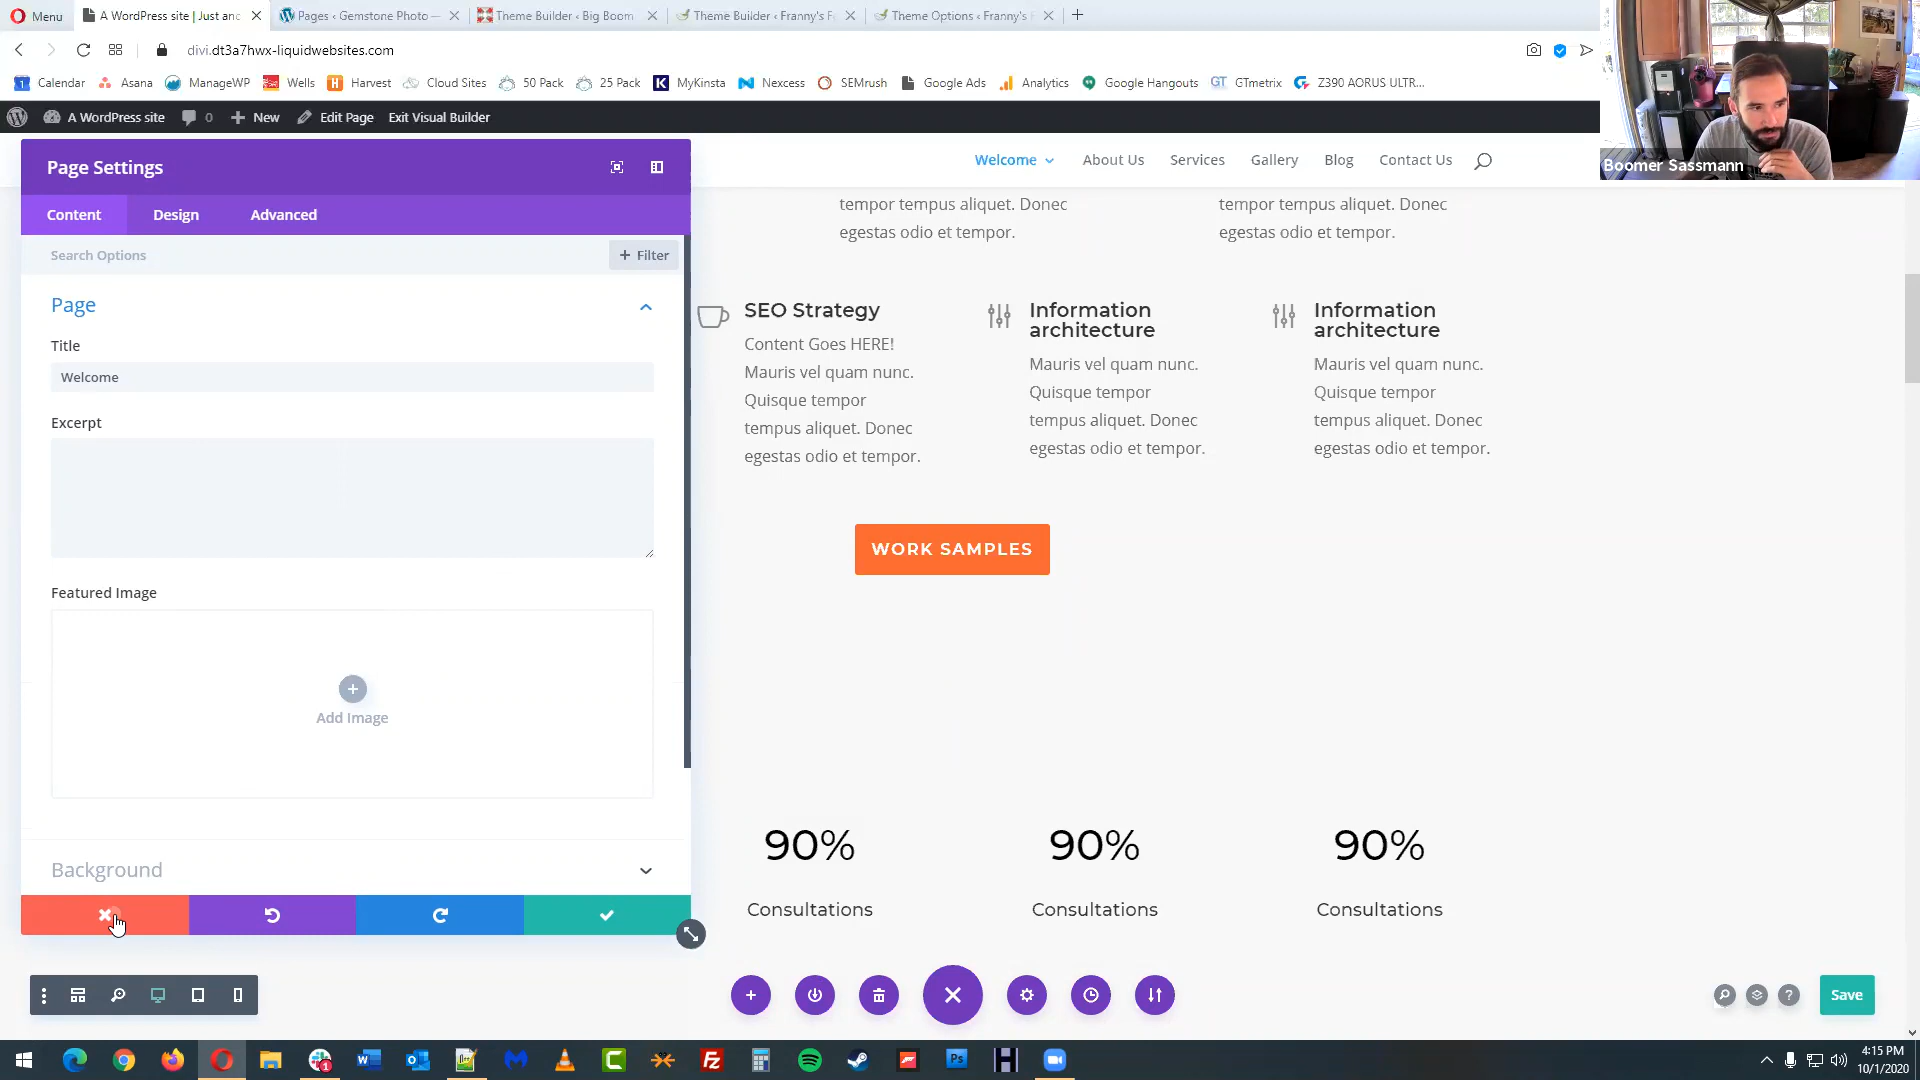 Menu
A WordPress site | Just and
Pages ‹ Gemstone Photo —
Theme Builder ‹ Big Boom
Theme Builder ‹ Franny's F
Theme Options ‹ Franny's F
divi.dt3a7hwx-liquidwebsites.com
Calendar
Asana
ManageWP
Wells
Harvest
Cloud Sites
50 Pack
25 Pack
MyKinsta
Nexcess
SEMrush
Google Ads
Analytics
Google Hangouts
GTmetrix
Z390 AORUS ULTR...
A WordPress site
0
New
Edit Page
Exit Visual Builder
Boomer Sassmann
Page Settings
Content
Design
Advanced
Search Options
+ Filter
Page
Title
Welcome
Excerpt
Featured Image
Add Image
Background
Welcome
About Us
Services
Gallery
Blog
Contact Us
tempor tempus aliquet. Donec
egestas odio et tempor.
tempor tempus aliquet. Donec
egestas odio et tempor.
SEO Strategy
Content Goes HERE!
Mauris vel quam nunc.
Quisque tempor
tempus aliquet. Donec
egestas odio et tempor.
Information
architecture
Mauris vel quam nunc.
Quisque tempor
tempus aliquet. Donec
egestas odio et tempor.
Information
architecture
Mauris vel quam nunc.
Quisque tempor
tempus aliquet. Donec
egestas odio et tempor.
WORK SAMPLES
90%
Consultations
90%
Consultations
90%
Consultations
Save
4:15 PM
10/1/2020